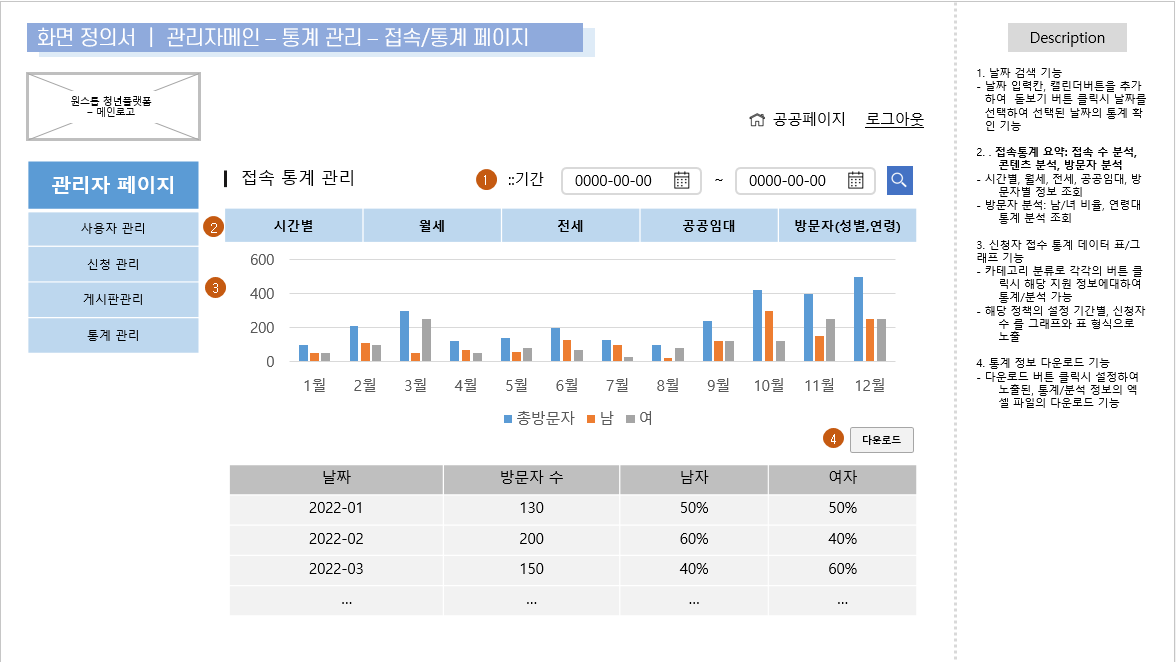 화면 정의서 | 관리자메인 – 통계 관리 – 접속/통계 페이지
원스톱 청년플랫폼
– 메인로고
공공페이지 로그아웃
관리자 페이지
사용자 관리
신청 관리
게시판관리
통계 관리
접속 통계 관리
1 ::기간 0000-00-00 ~ 0000-00-00
2 시간별 월세 전세 공공임대 방문자(성별,연령)
3
600
400
200
0
1월 2월 3월 4월 5월 6월 7월 8월 9월 10월 11월 12월
총방문자 남 여
4 다운로드
날짜 방문자 수 남자 여자
2022-01 130 50% 50%
2022-02 200 60% 40%
2022-03 150 40% 60%
... ... ... ...
Description
1. 날짜 검색 기능
- 날짜 입력칸, 캘린더버튼을 추가
하여 돋보기 버튼 클릭시 날짜를
선택하여 선택된 날짜의 통계 확
인 기능
2. . 접속통계 요약: 접속 수 분석,
콘텐츠 분석, 방문자 분석
- 시간별, 월세, 전세, 공공임대, 방
문자별 정보 조회
- 방문자 분석: 남/녀 비율, 연령대
통계 분석 조회
3. 신청자 접수 통계 데이터 표/그
래프 기능
- 카테고리 분류로 각각의 버튼 클
릭시 해당 지원 정보에대하여
통계/분석 가능
- 해당 정책의 설정 기간별, 신청자
수 를 그래프와 표 형식으로
노출
4. 통계 정보 다운로드 기능
- 다운로드 버튼 클릭시 설정하여
노출된, 통계/분석 정보의 엑
셀 파일의 다운로드 기능